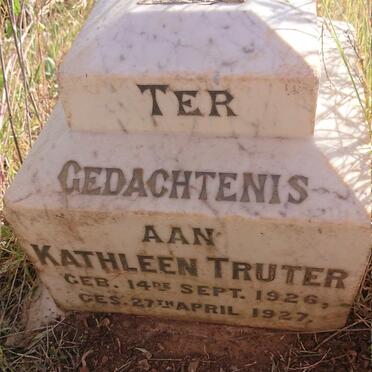 TER
GEDACHTENIS
AAN
KATHLEEN TRUTER
GEB. 14DE SEPT. 1926,
GES. 27TH APRIL 1927.